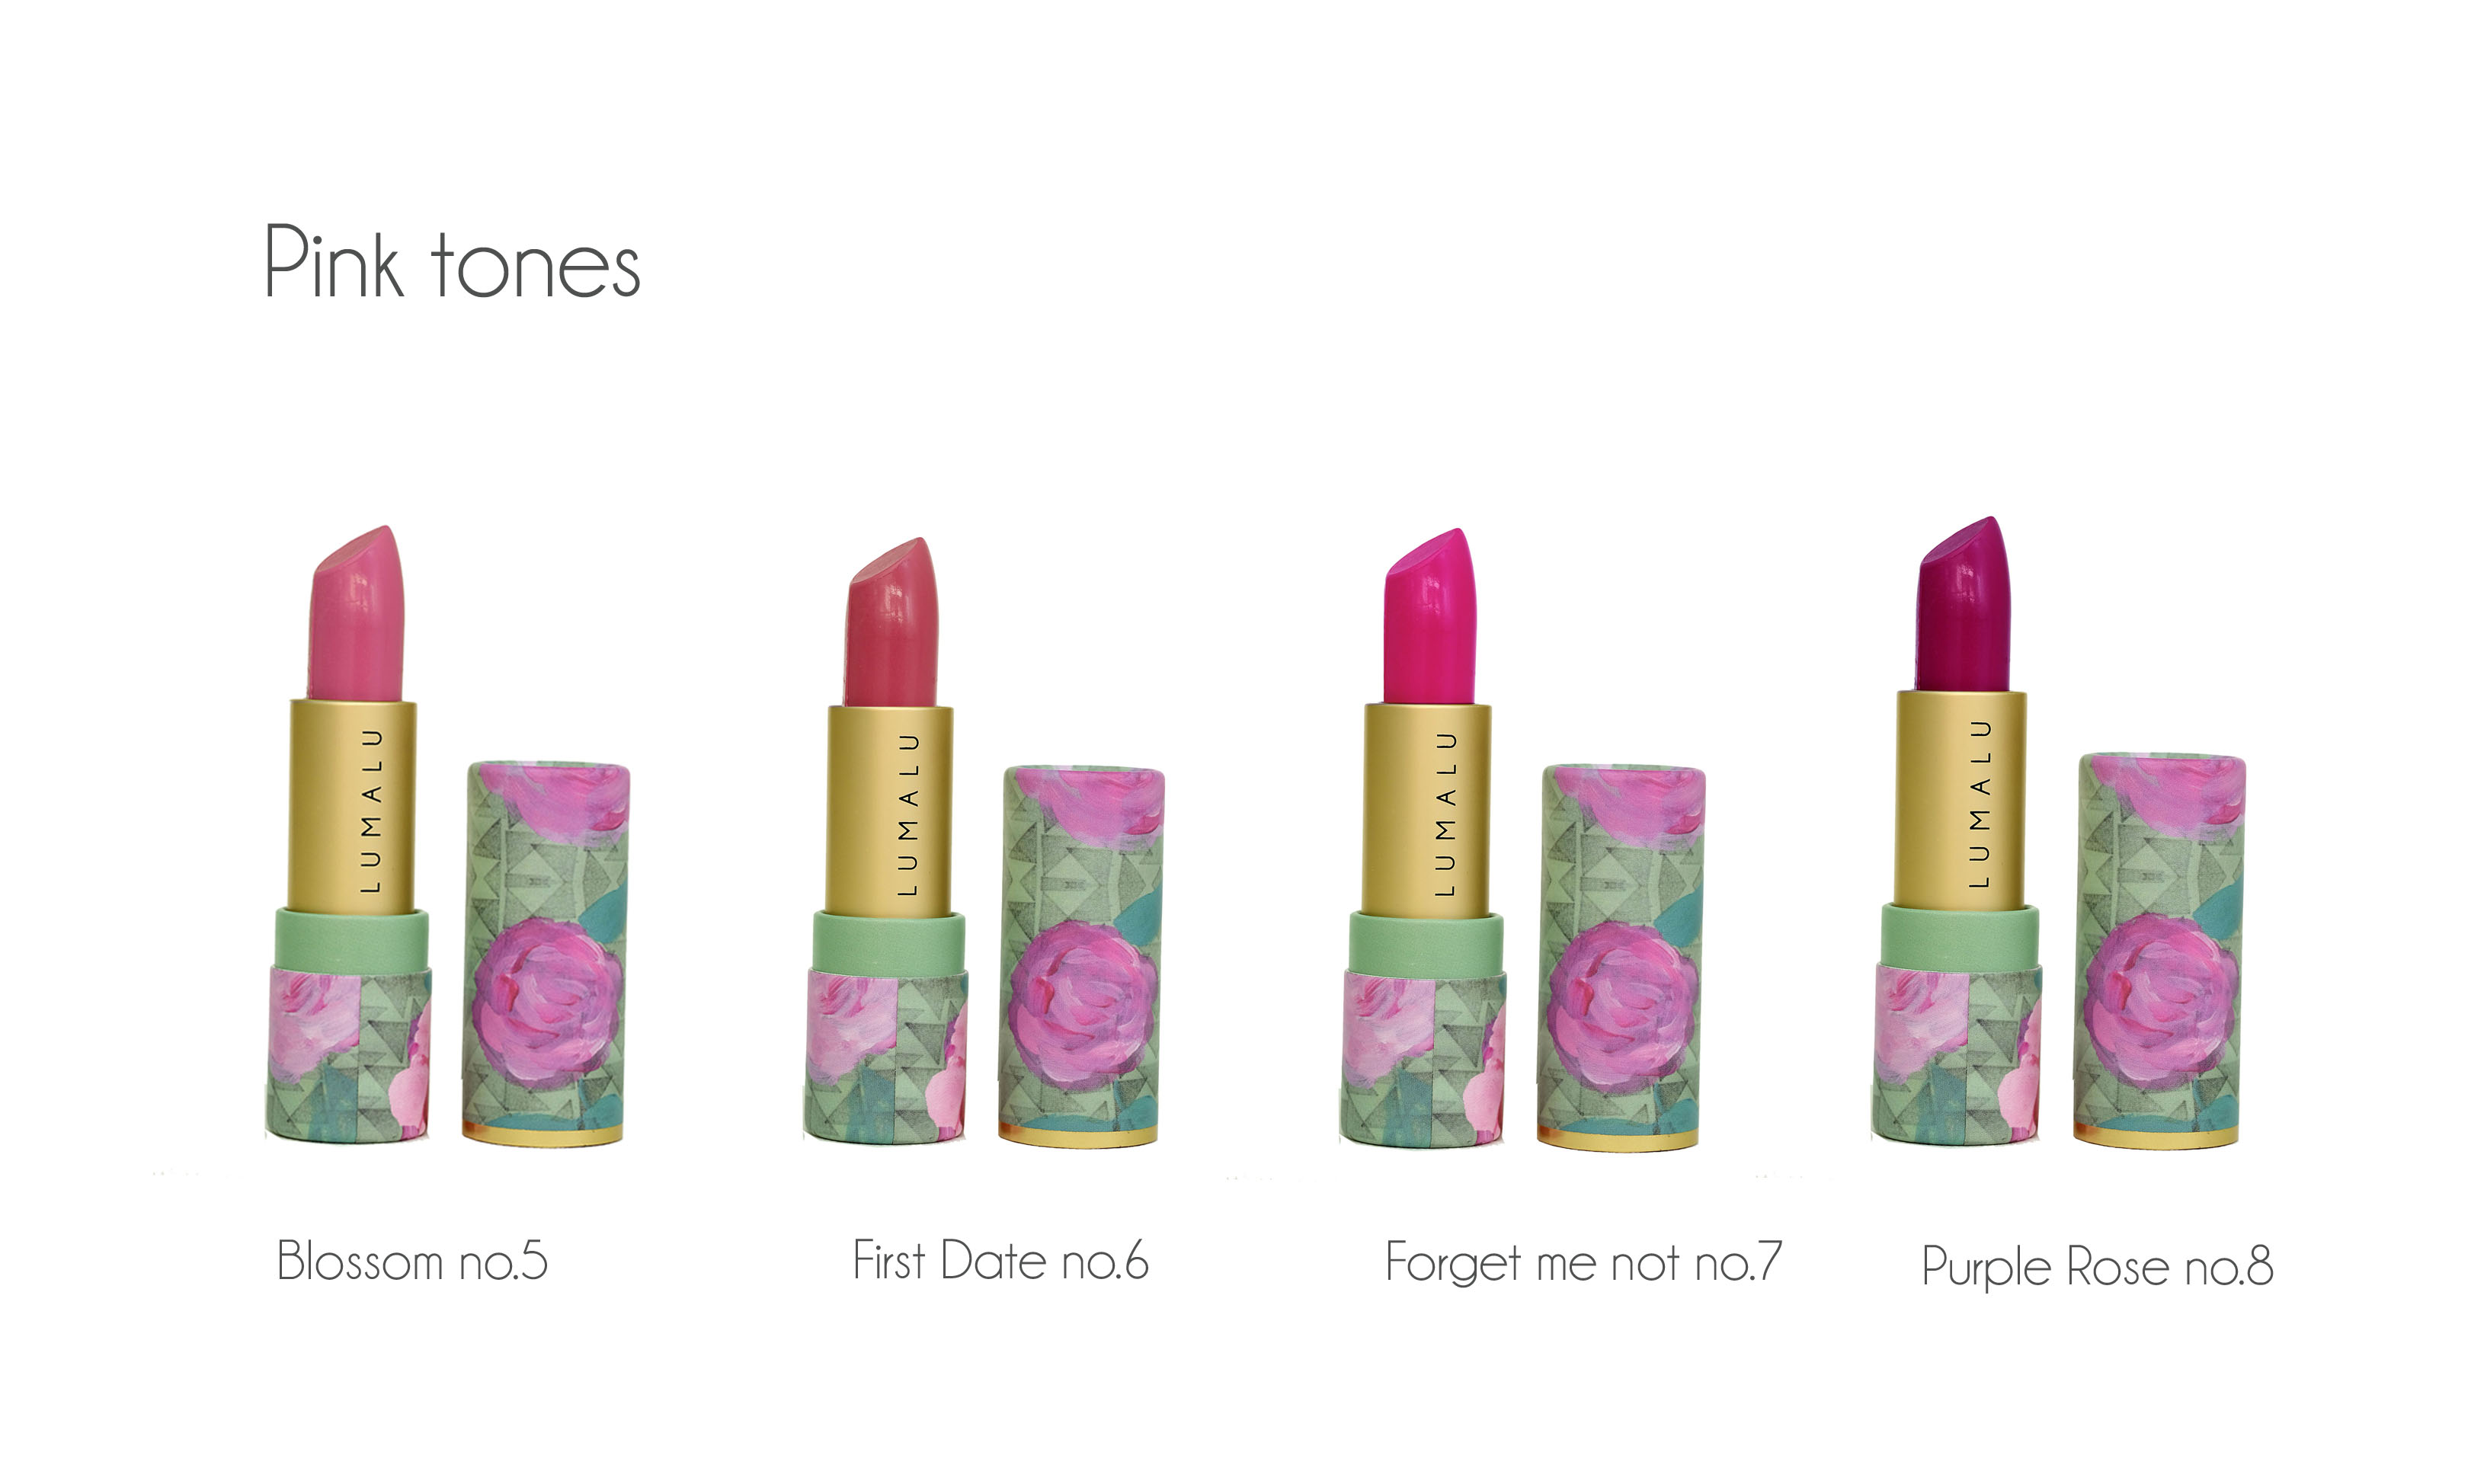 Pink tones
LUMALU
LUMALU
LUMALU
LUMALU
Blossom no.5
First Date no.6
Forget me not no.7
Purple Rose no.8